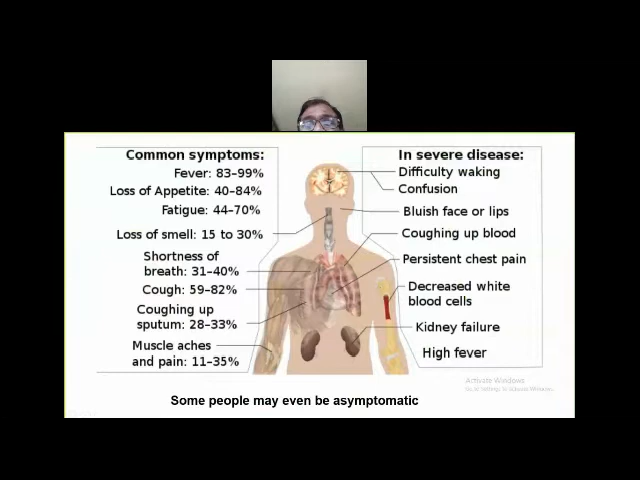 Common symptoms:
Fever: 83–99%
Loss of Appetite: 40–84%
Fatigue: 44–70%
Loss of smell: 15 to 30%
Shortness of
breath: 31–40%
Cough: 59–82%
Coughing up
sputum: 28–33%
Muscle aches
and pain: 11–35%
In severe disease:
Difficulty waking
Confusion
Bluish face or lips
Coughing up blood
Persistent chest pain
Decreased white
blood cells
Kidney failure
High fever
Activate Windows
Some people may even be asymptomatic